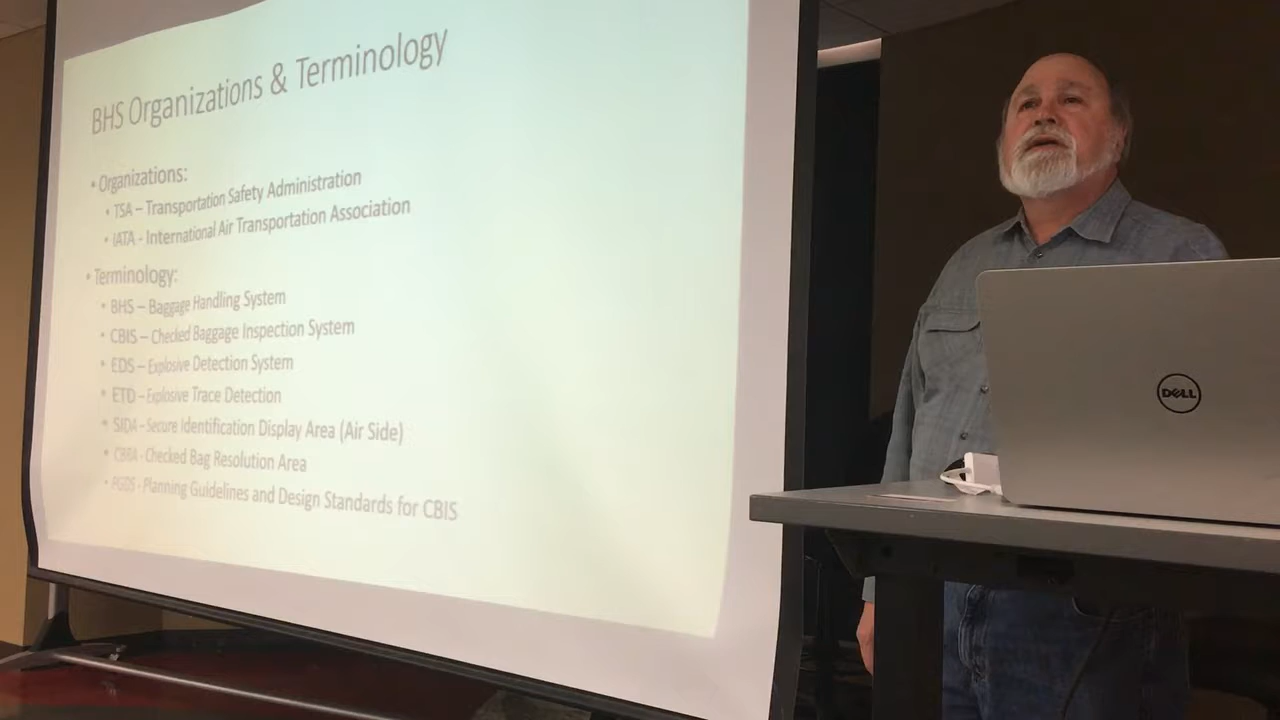 BHS Organizations & Terminology
• Organizations:
• TSA – Transportation Safety Administration
• IATA - International Air Transportation Association
• Terminology:
• BHS – Baggage Handling System
• CBIS – Checked Baggage Inspection System
• EDS – Explosive Detection System
• ETD – Explosive Trace Detection
• SIDA - Secure Identification Display Area (Air Side)
• CBRA - Checked Bag Resolution Area
• PGDS - Planning Guidelines and Design Standards for CBIS
DELL